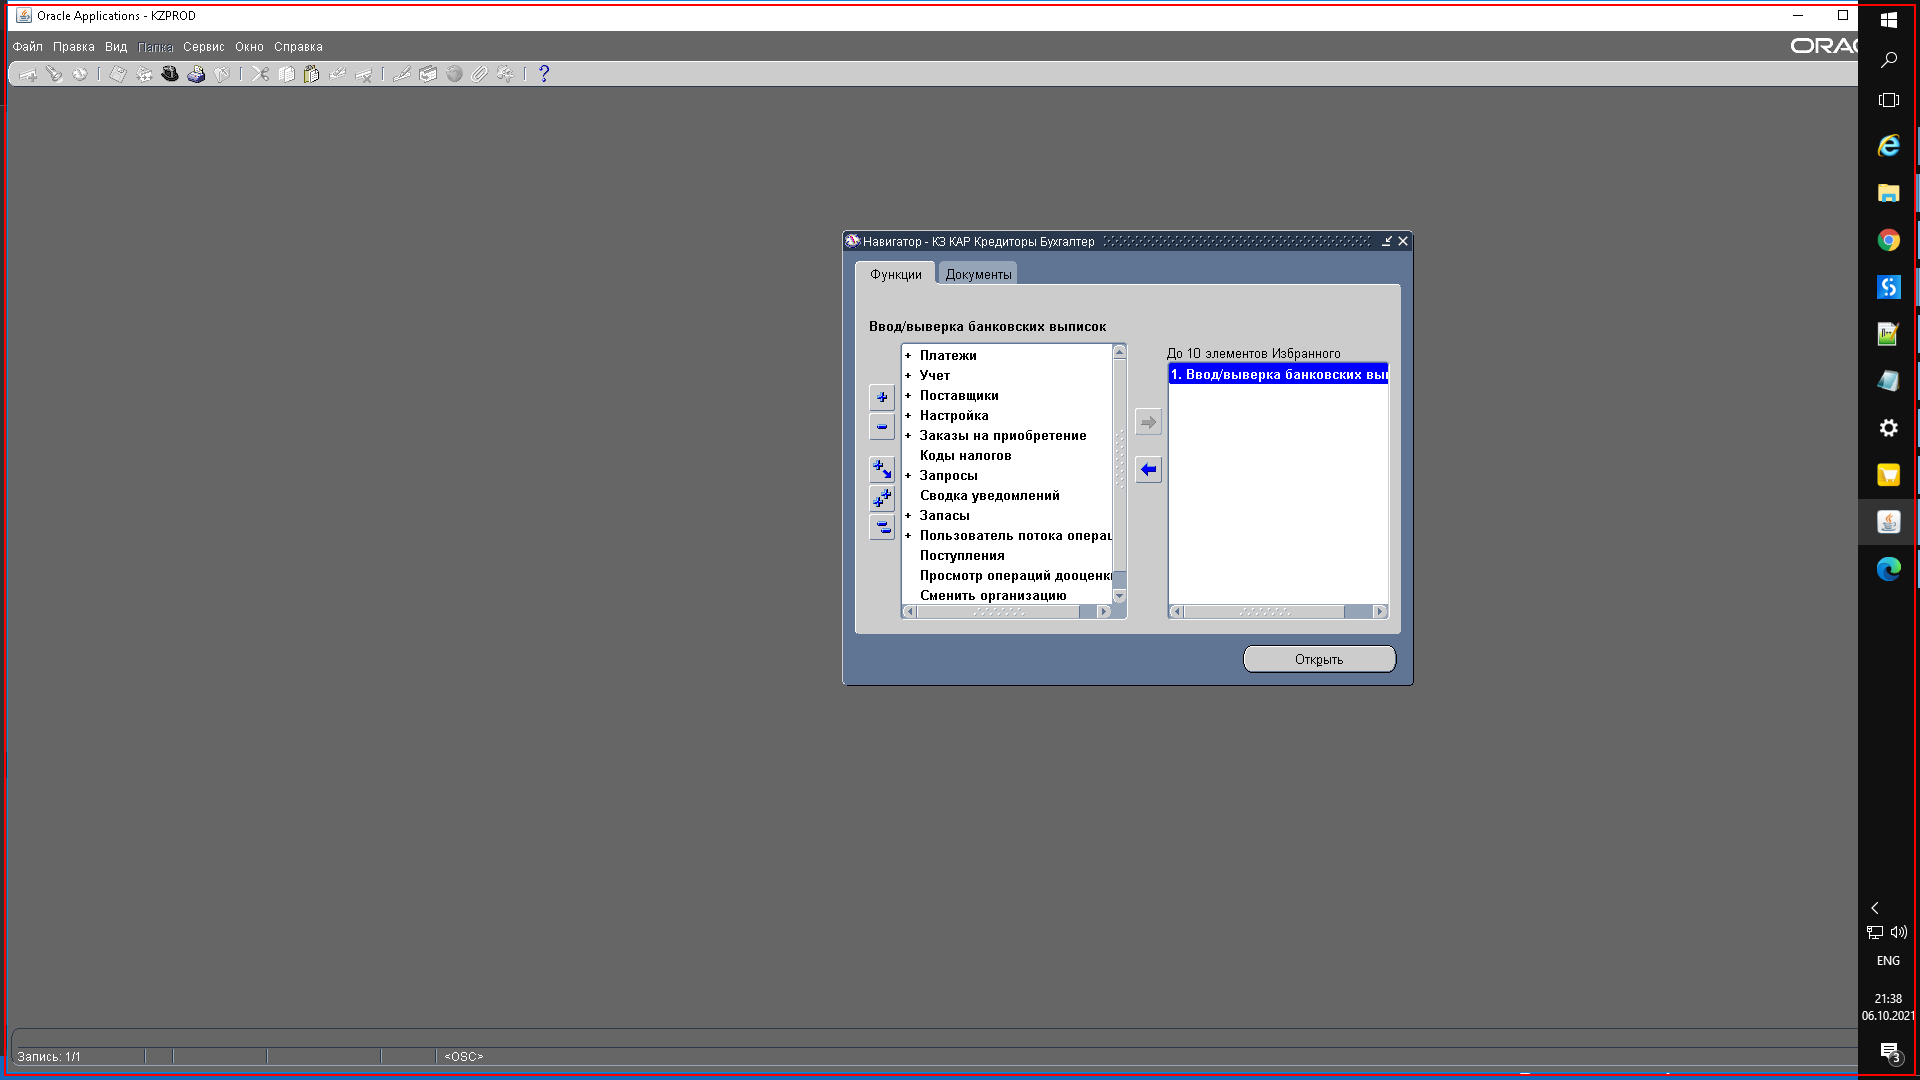 Oracle Applications - KZPROD
Файл Правка Вид Папка Сервис Окно Справка
ORAC
Навигатор - КЗ КАР Кредиторы Бухгалтер
Функции Документы
Ввод/выверка банковских выписок
+ Платежи
+ Учет
+ Поставщики
+ Настройка
+ Заказы на приобретение
Коды налогов
+ Запросы
Сводка уведомлений
+ Запасы
+ Пользователь потока операц
Поступления
Просмотр операций дооценки
Сменить организацию
До 10 элементов Избранного
1. Ввод/выверка банковских вып
Открыть
Запись: 1/1
<OSC>
ENG
21:38
06.10.2021
3